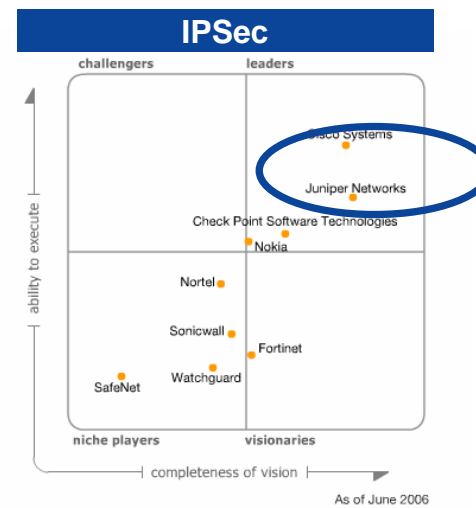 IPSec
challengers
leaders
Cisco Systems
Juniper Networks
Check Point Software Technologies
Nokia
Nortel
Sonicwall
Fortinet
Watchguard
SafeNet
ability to execute
niche players
visionaries
completeness of vision
As of June 2006